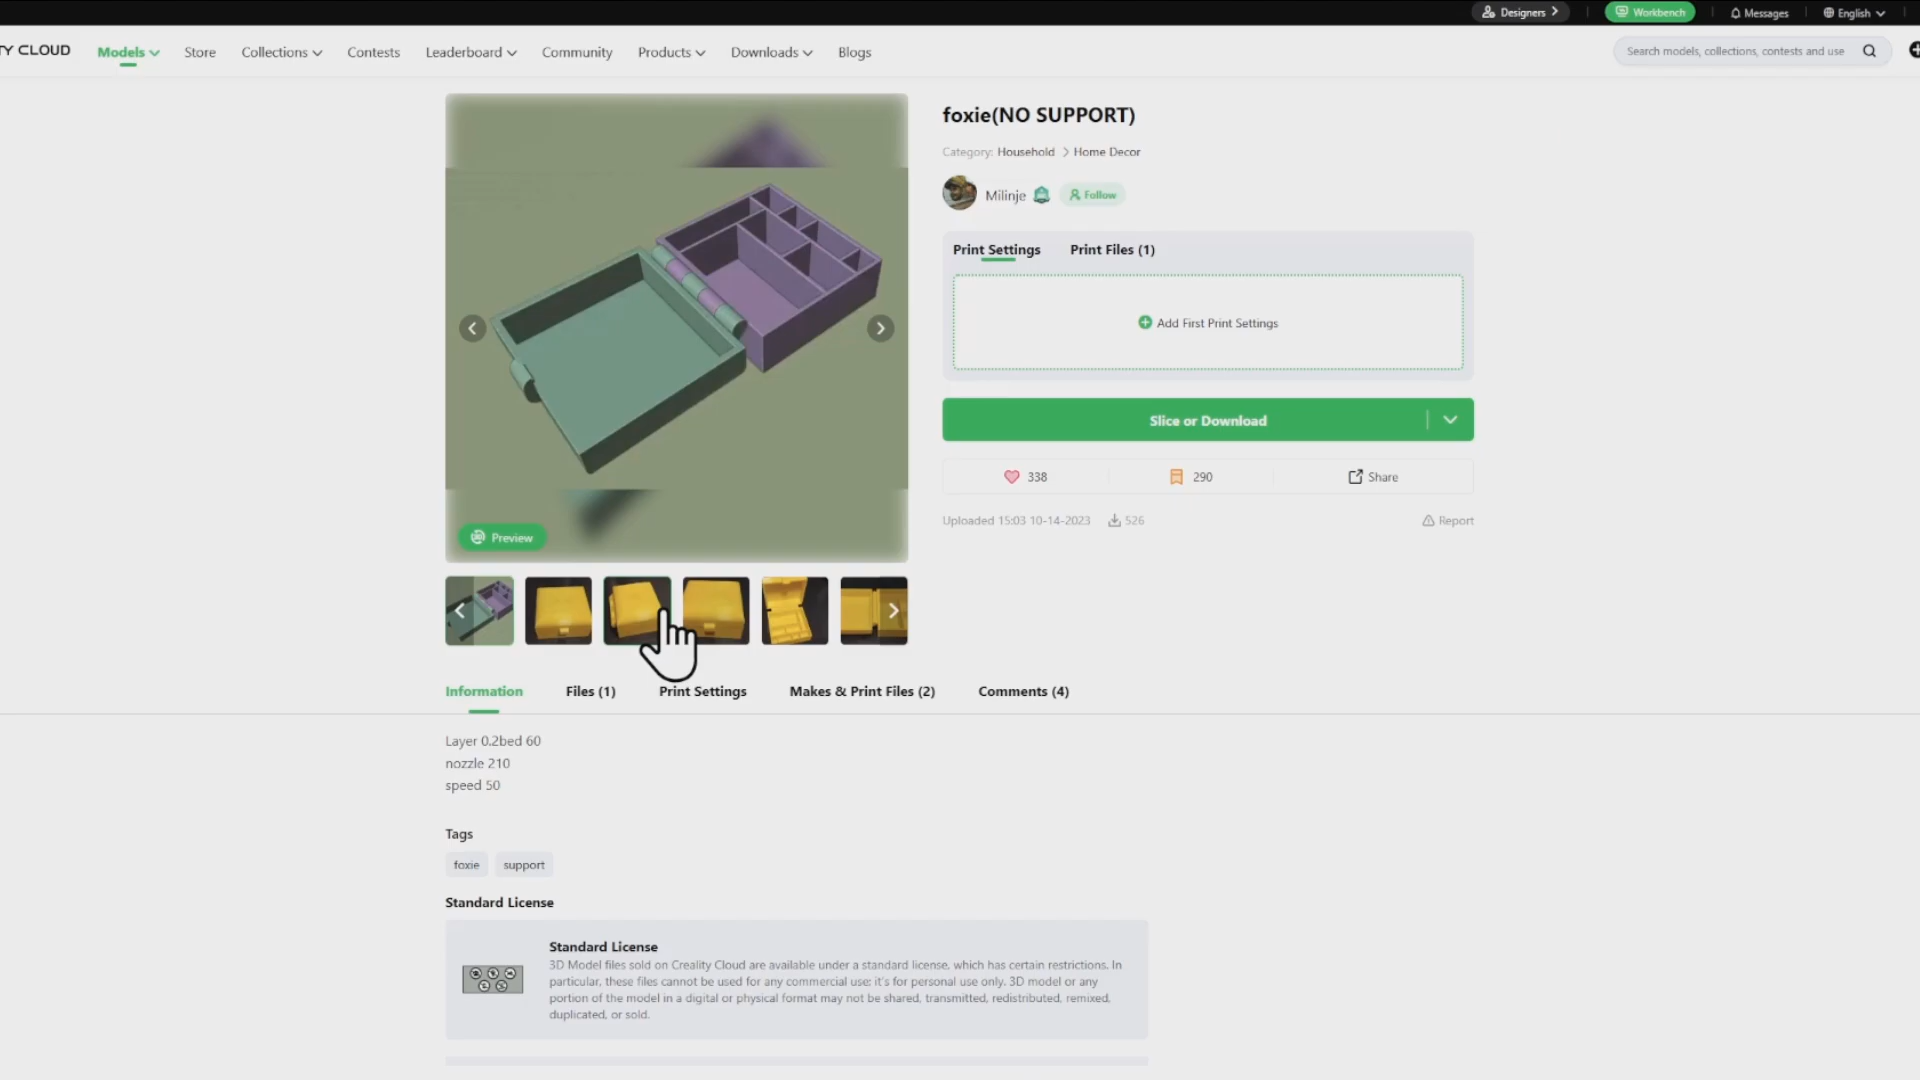 Designers
Workbench
Messages
English
TY CLOUD
Models
Store
Collections
Contests
Leaderboard
Community
Products
Downloads
Blogs
Search models, collections, contests and use
foxie(NO SUPPORT)
Category: Household > Home Decor
Milinje
Follow
Print Settings
Print Files (1)
Add First Print Settings
Slice or Download
338
290
Share
Uploaded 15:03 10-14-2023
526
Report
Preview
Information
Files (1)
Print Settings
Makes & Print Files (2)
Comments (4)
Layer 0.2bed 60
nozzle 210
speed 50
Tags
foxie
support
Standard License
Standard License
3D Model files sold on Creality Cloud are available under a standard license, which has certain restrictions. In
particular, these files cannot be used for any commercial use; it's for personal use only. 3D model or any
portion of the model in a digital or physical format may not be shared, transmitted, redistributed, remixed,
duplicated, or sold.